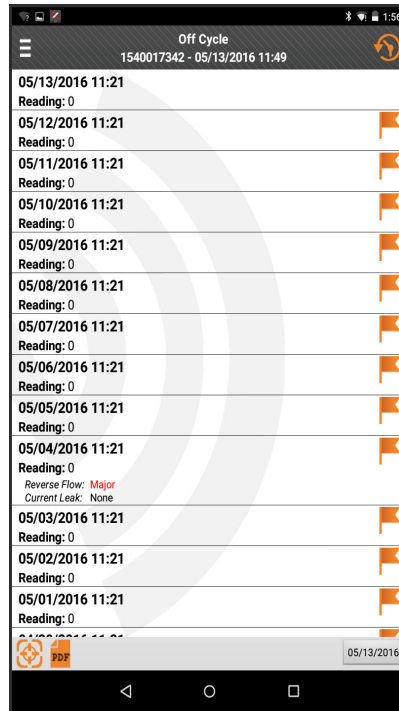 1:56
Off Cycle
1540017342 - 05/13/2016 11:49
05/13/2016 11:21
Reading: 0
05/12/2016 11:21
Reading: 0
05/11/2016 11:21
Reading: 0
05/10/2016 11:21
Reading: 0
05/09/2016 11:21
Reading: 0
05/08/2016 11:21
Reading: 0
05/07/2016 11:21
Reading: 0
05/06/2016 11:21
Reading: 0
05/05/2016 11:21
Reading: 0
05/04/2016 11:21
Reading: 0
Reverse Flow: Major
Current Leak: None
05/03/2016 11:21
Reading: 0
05/02/2016 11:21
Reading: 0
05/01/2016 11:21
Reading: 0
PDF
05/13/2016